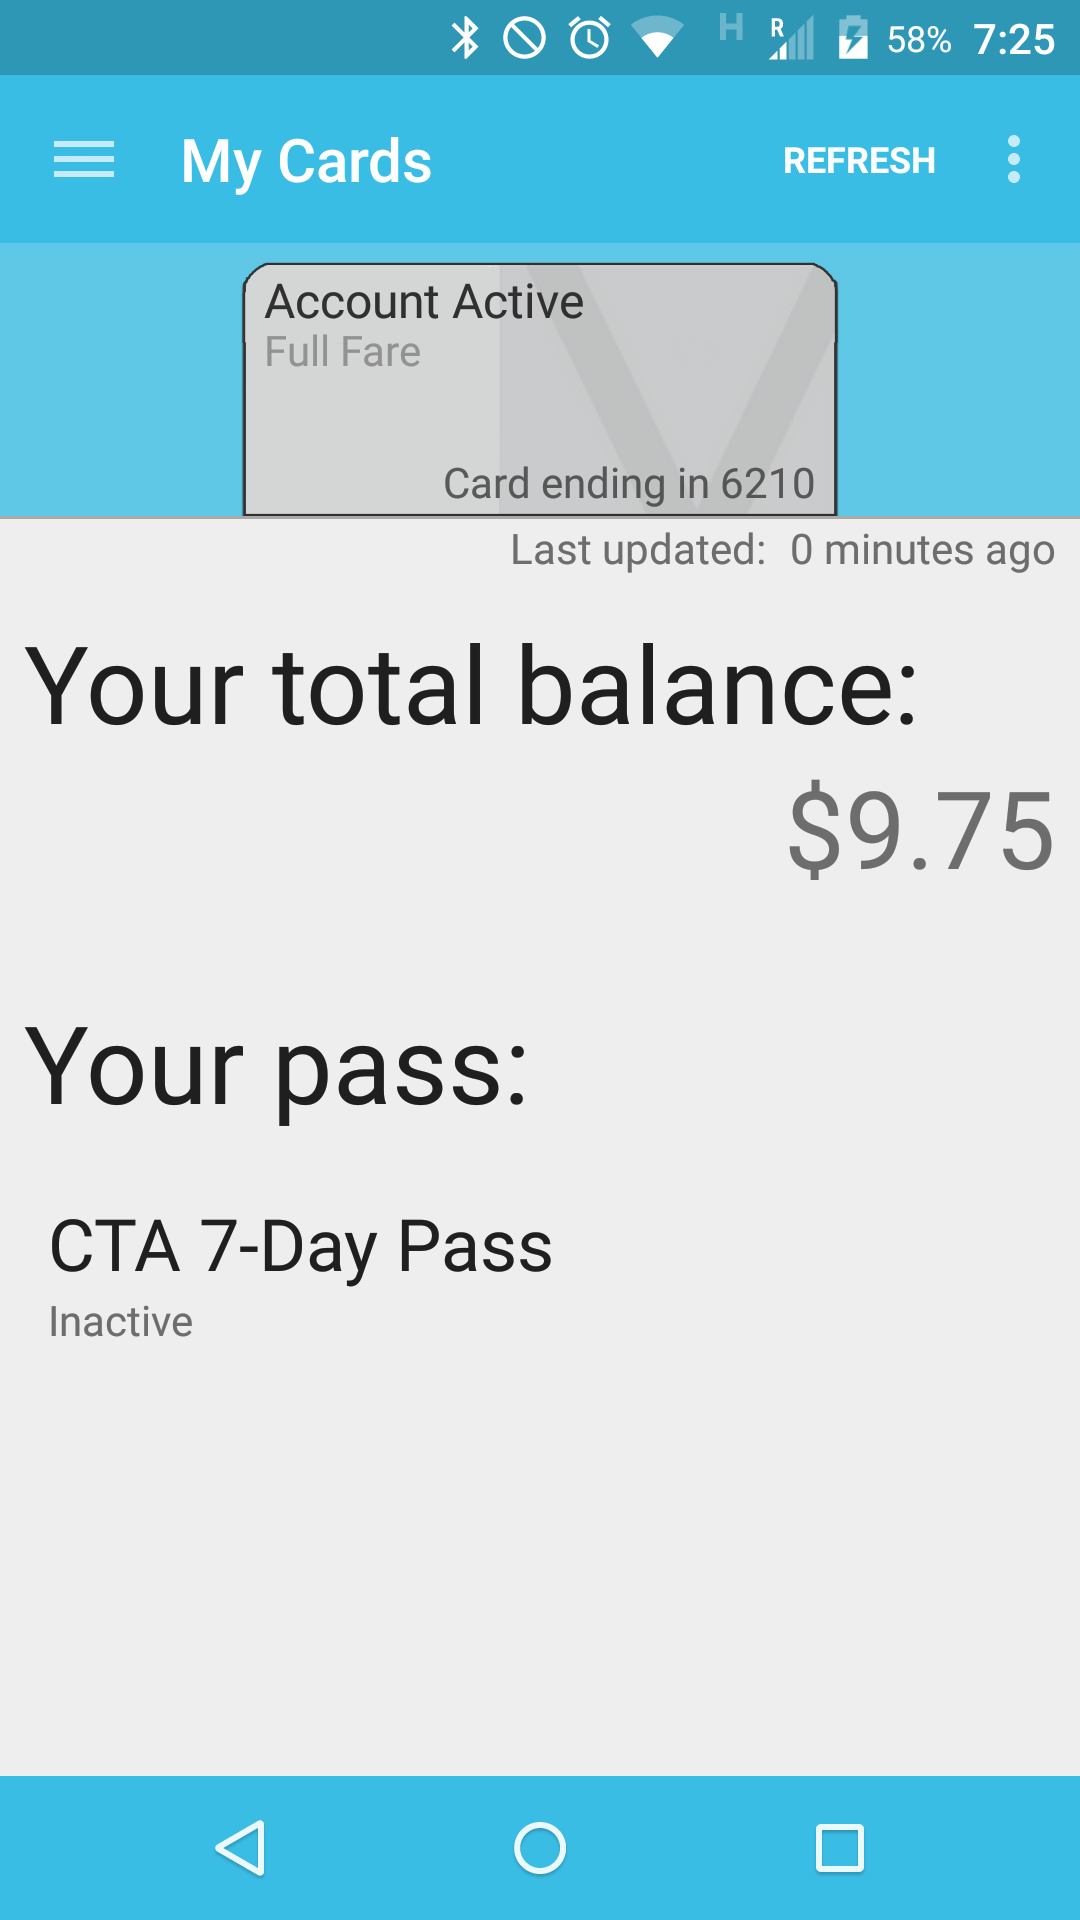 H R 58% 7:25
My Cards REFRESH
Account Active
Full Fare
Card ending in 6210
Last updated: 0 minutes ago
Your total balance:
$9.75
Your pass:
CTA 7-Day Pass
Inactive